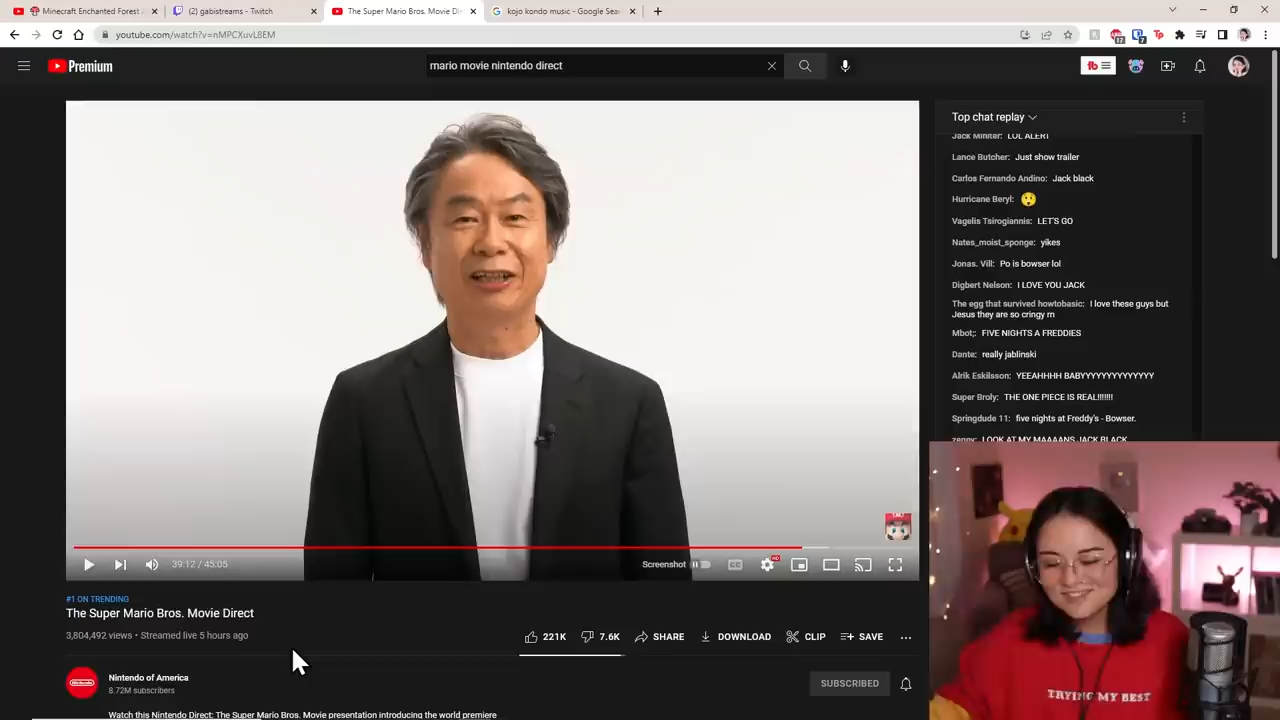 Minecraft Enchanted Forest
(2) gabistreams - Twitch
The Super Mario Bros. Movie Dir
kojo kondo music - Google Sea
youtube.com/watch?v=nMPCXuvL8EM
Premium
mario movie nintendo direct
Top chat replay
Jack Miniter: LOL ALERT
Lance Butcher: Just show trailer
Carlos Fernando Andino: Jack black
Hurricane Beryl:
Vagelis Tsirogiannis: LET'S GO
Nates_moist_sponge: yikes
Jonas. Vill: Po is bowser lol
Digbert Nelson: I LOVE YOU JACK
The egg that survived howtobasic: I love these guys but
Jesus they are so cringy rn
Mbot;: FIVE NIGHTS A FREDDIES
Dante: really jablinski
Alrik Eskilsson: YEEAHHHH BABYYYYYYYYYYYYY
Super Broly: THE ONE PIECE IS REAL!!!!!!!
Springdude 11: five nights at Freddy's - Bowser.
zenny: LOOK AT MY MAAAANS JACK BLACK
39:12 / 45:05
Screenshot
HD
#1 ON TRENDING
The Super Mario Bros. Movie Direct
3,804,492 views • Streamed live 5 hours ago
221K
7.6K
SHARE
DOWNLOAD
CLIP
SAVE
Nintendo
Nintendo of America
8.72M subscribers
SUBSCRIBED
Watch this Nintendo Direct: The Super Mario Bros. Movie presentation introducing the world premiere
TRYING MY BEST